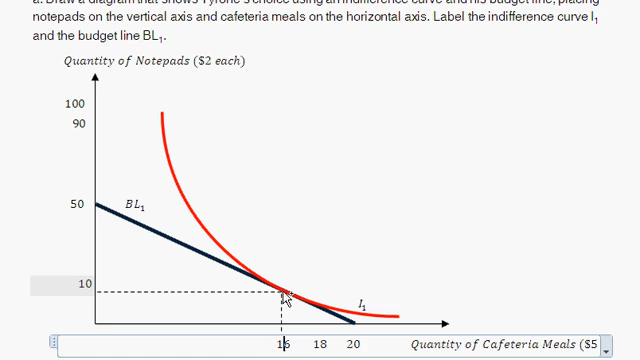 a. Draw a diagram that shows Tyrone's choice using an indifference curve and his budget line, placing
notepads on the vertical axis and cafeteria meals on the horizontal axis. Label the indifference curve I1
and the budget line BL1.
Quantity of Notepads ($2 each)
100
90
50
BL1
10
I1
16 18 20 Quantity of Cafeteria Meals ($5